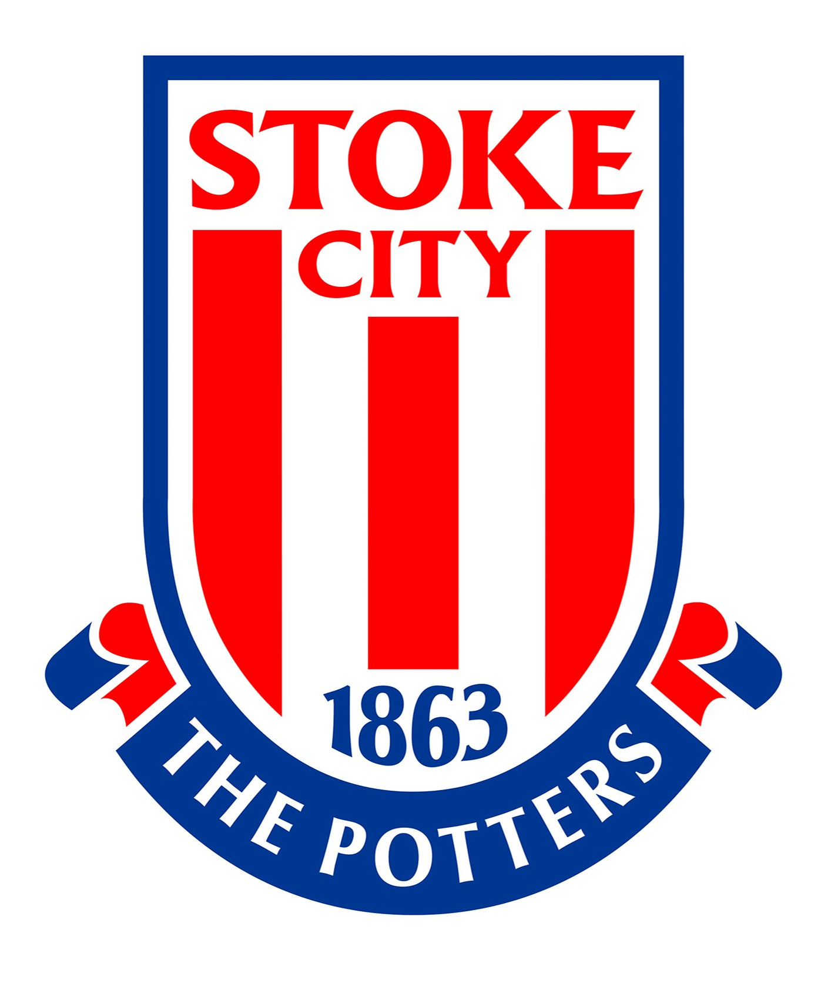 STOKE
CITY
1863
THE POTTERS